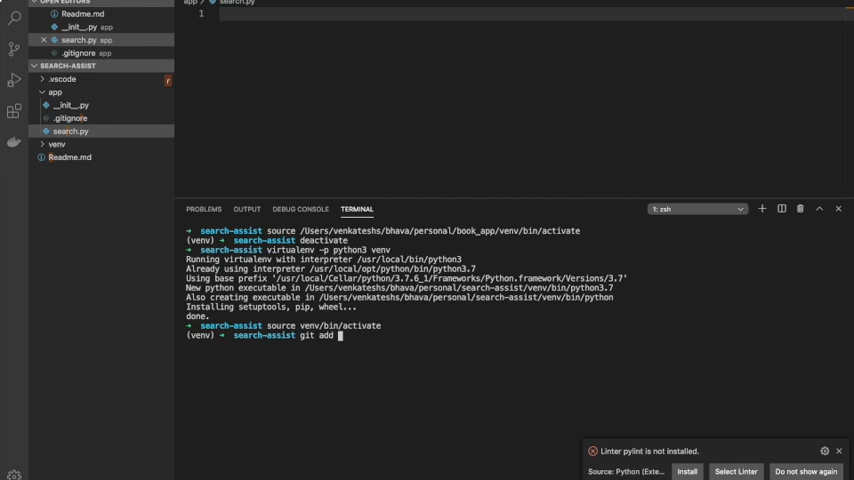 OPEN EDITORS
Readme.md
__init__.py app
search.py app
.gitignore app
SEARCH-ASSIST
.vscode
r
app
__init__.py
.gitignore
search.py
venv
Readme.md
app > search.py
1
PROBLEMS OUTPUT DEBUG CONSOLE TERMINAL
1: zsh
➜ search-assist source /Users/venkateshs/bhava/personal/book_app/venv/bin/activate
(venv) ➜ search-assist deactivate
➜ search-assist virtualenv -p python3 venv
Running virtualenv with interpreter /usr/local/bin/python3
Already using interpreter /usr/local/opt/python/bin/python3.7
Using base prefix '/usr/local/Cellar/python/3.7.6_1/Frameworks/Python.framework/Versions/3.7'
New python executable in /Users/venkateshs/bhava/personal/search-assist/venv/bin/python3.7
Also creating executable in /Users/venkateshs/bhava/personal/search-assist/venv/bin/python
Installing setuptools, pip, wheel...
done.
➜ search-assist source venv/bin/activate
(venv) ➜ search-assist git add
Linter pylint is not installed.
Source: Python (Exte... Install Select Linter Do not show again